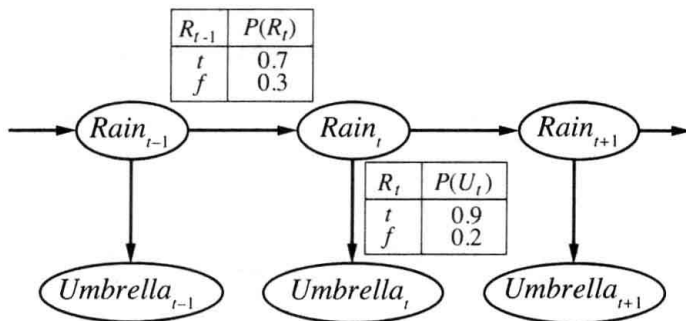 R_{t-1} P(R_t)
t 0.7
f 0.3
Rain_{t-1} Rain_t Rain_{t+1}
R_t P(U_t)
t 0.9
f 0.2
Umbrella_{t-1} Umbrella_t Umbrella_{t+1}